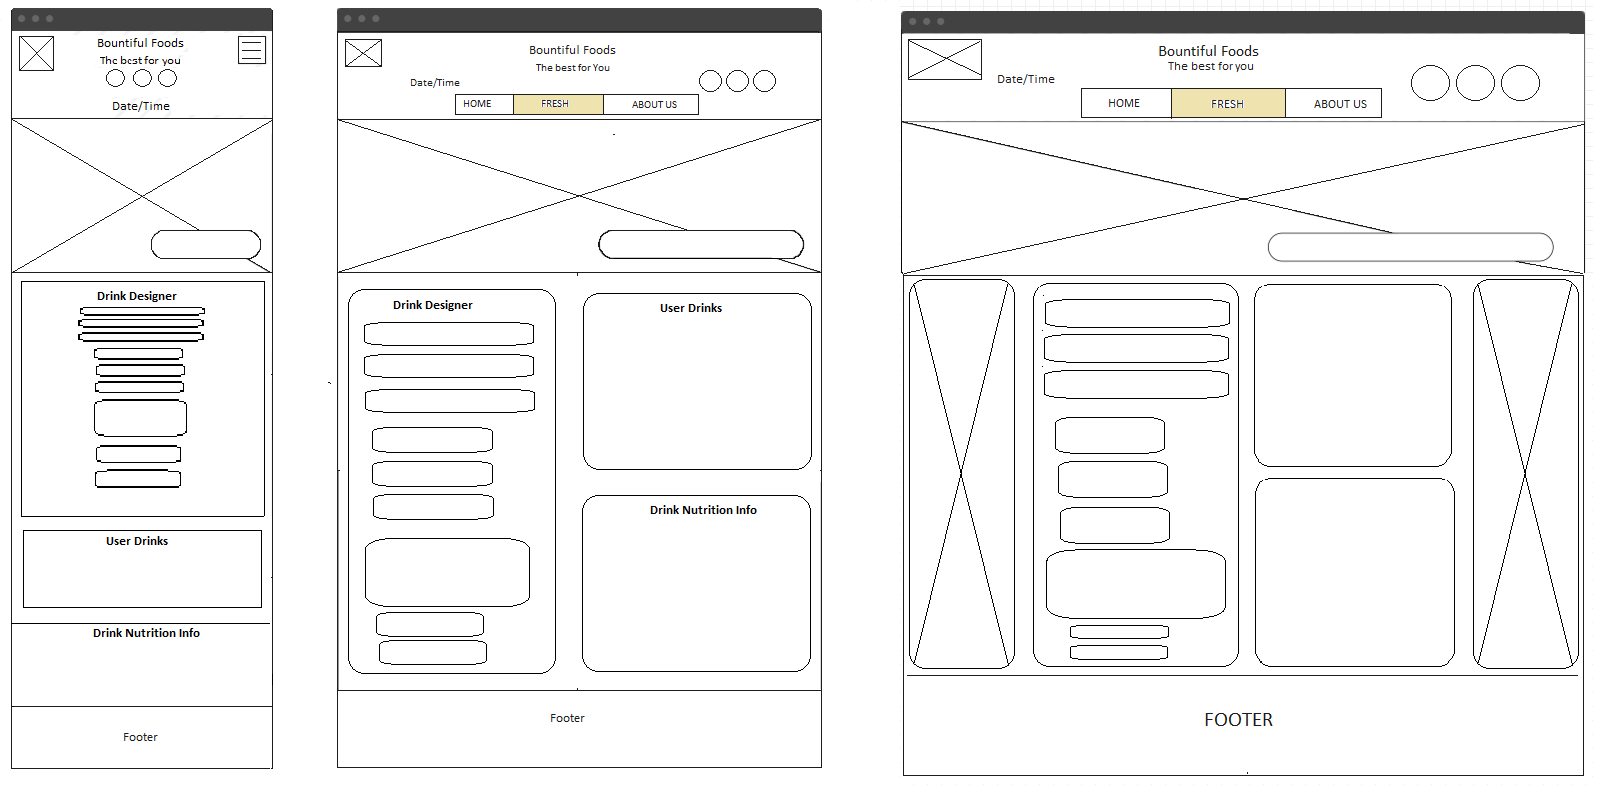 Bountiful Foods
The best for you
Date/Time
Drink Designer
User Drinks
Drink Nutrition Info
Footer
Bountiful Foods
The best for You
Date/Time
HOME FRESH ABOUT US
Drink Designer
User Drinks
Drink Nutrition Info
Footer
Bountiful Foods
The best for you
Date/Time
HOME FRESH ABOUT US
FOOTER